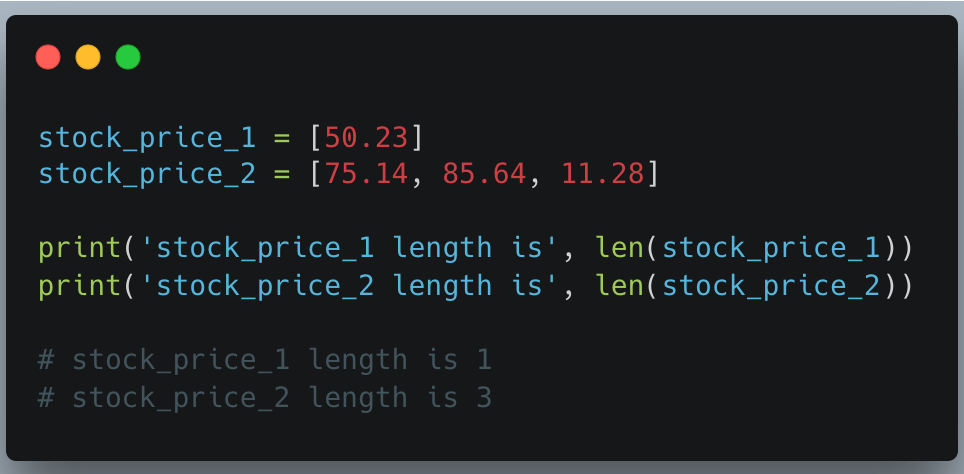 stock_price_1 = [50.23]
stock_price_2 = [75.14, 85.64, 11.28]
print('stock_price_1 length is', len(stock_price_1))
print('stock_price_2 length is', len(stock_price_2))
# stock_price_1 length is 1
# stock_price_2 length is 3